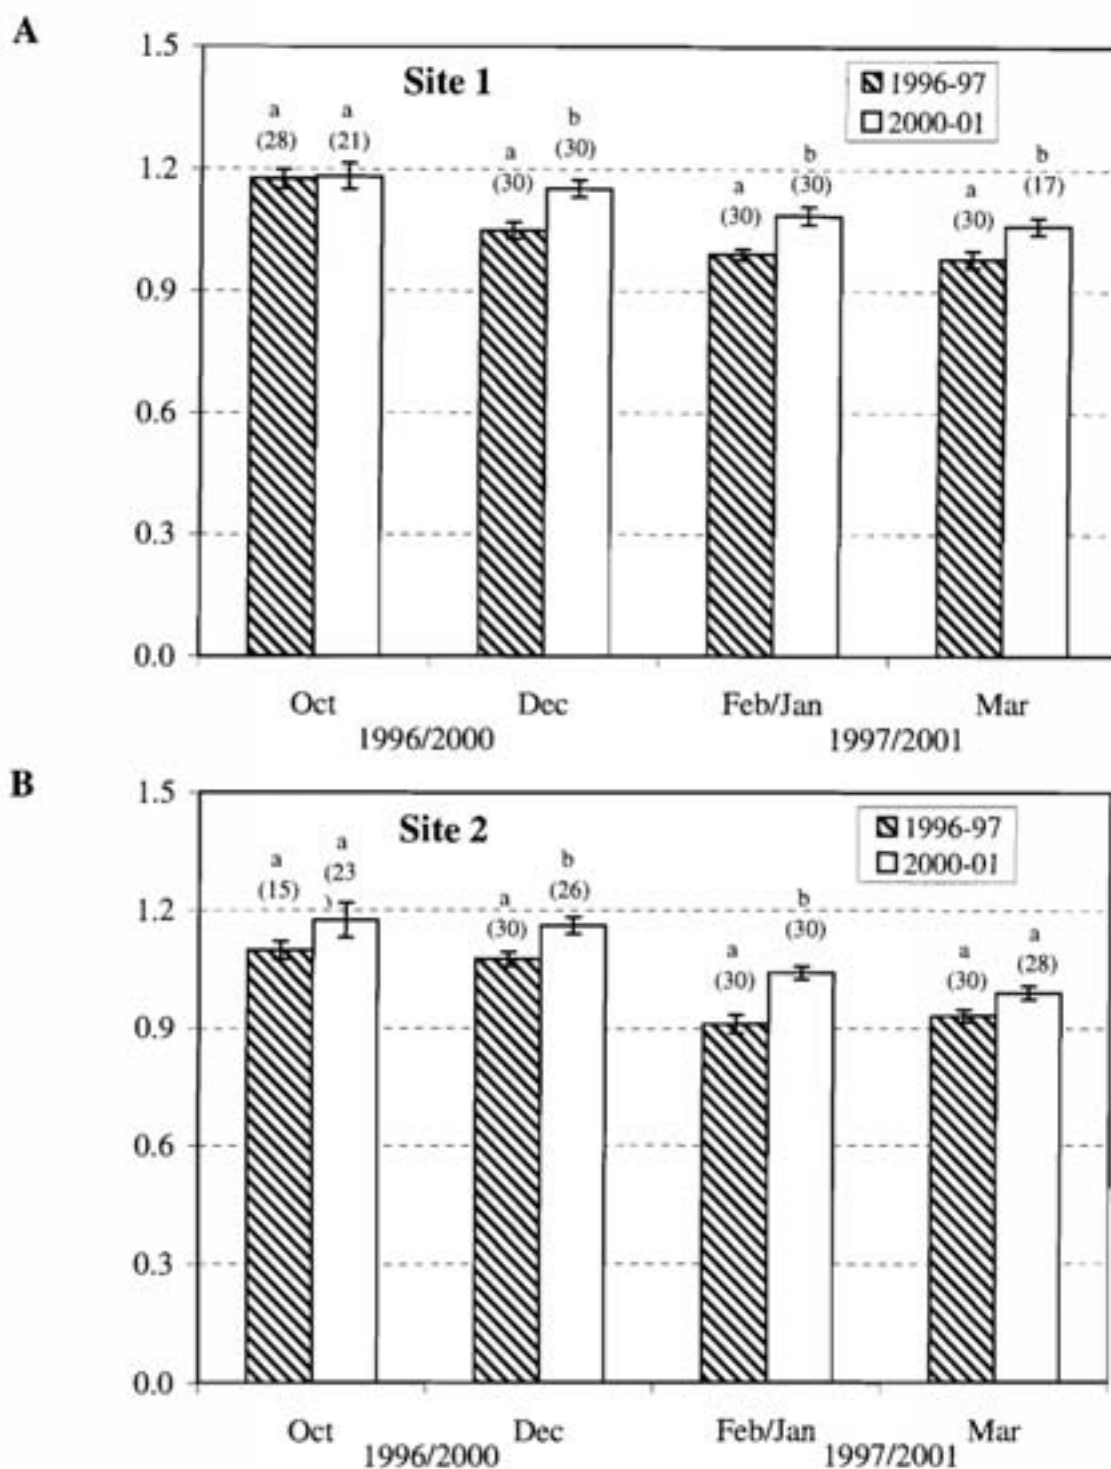 A
1.5
Site 1
1996-97
2000-01
a
(28)
a
(21)
a
(30)
b
(30)
a
(30)
b
(30)
a
(30)
b
(17)
1.2
0.9
0.6
0.3
0.0
Oct
Dec
Feb/Jan
Mar
1996/2000
1997/2001
B
1.5
Site 2
1996-97
2000-01
a
(15)
a
(23
)
a
(30)
b
(26)
a
(30)
b
(30)
a
(30)
a
(28)
1.2
0.9
0.6
0.3
0.0
Oct
Dec
Feb/Jan
Mar
1996/2000
1997/2001